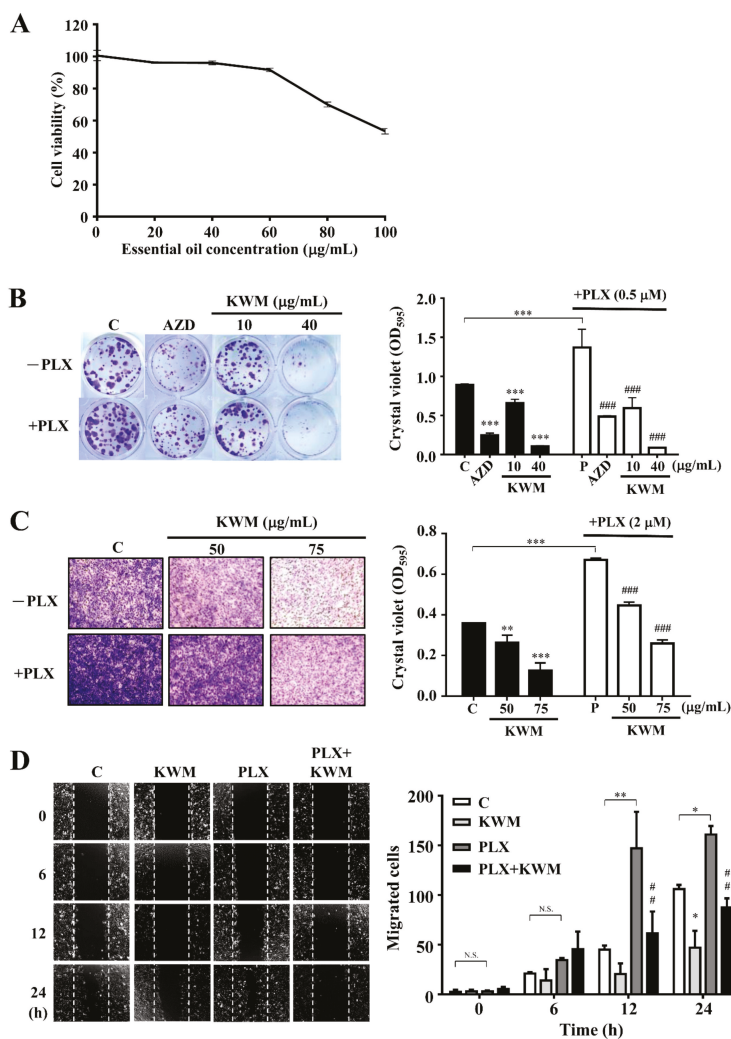 A
120
100
80
60
40
20
0
Cell viability (%)
0 20 40 60 80 100
Essential oil concentration (µg/mL)
B
KWM (µg/mL)
C AZD 10 40
−PLX
+PLX
+PLX (0.5 µM)
2.0
1.5
1.0
0.5
0.0
Crystal violet (OD595)
***
*** *** ***
### ### ###
C AZD 10 40 P AZD 10 40 (µg/mL)
KWM KWM
C
KWM (µg/mL)
C 50 75
−PLX
+PLX
+PLX (2 µM)
0.8
0.6
0.4
0.2
0.0
Crystal violet (OD595)
***
** ***
### ###
C 50 75 P 50 75 (µg/mL)
KWM KWM
D
C KWM PLX PLX+
KWM
0
6
12
24
(h)
200
150
100
50
0
Migrated cells
C
KWM
PLX
PLX+KWM
N.S. N.S. ** *
# # * # #
0 6 12 24
Time (h)